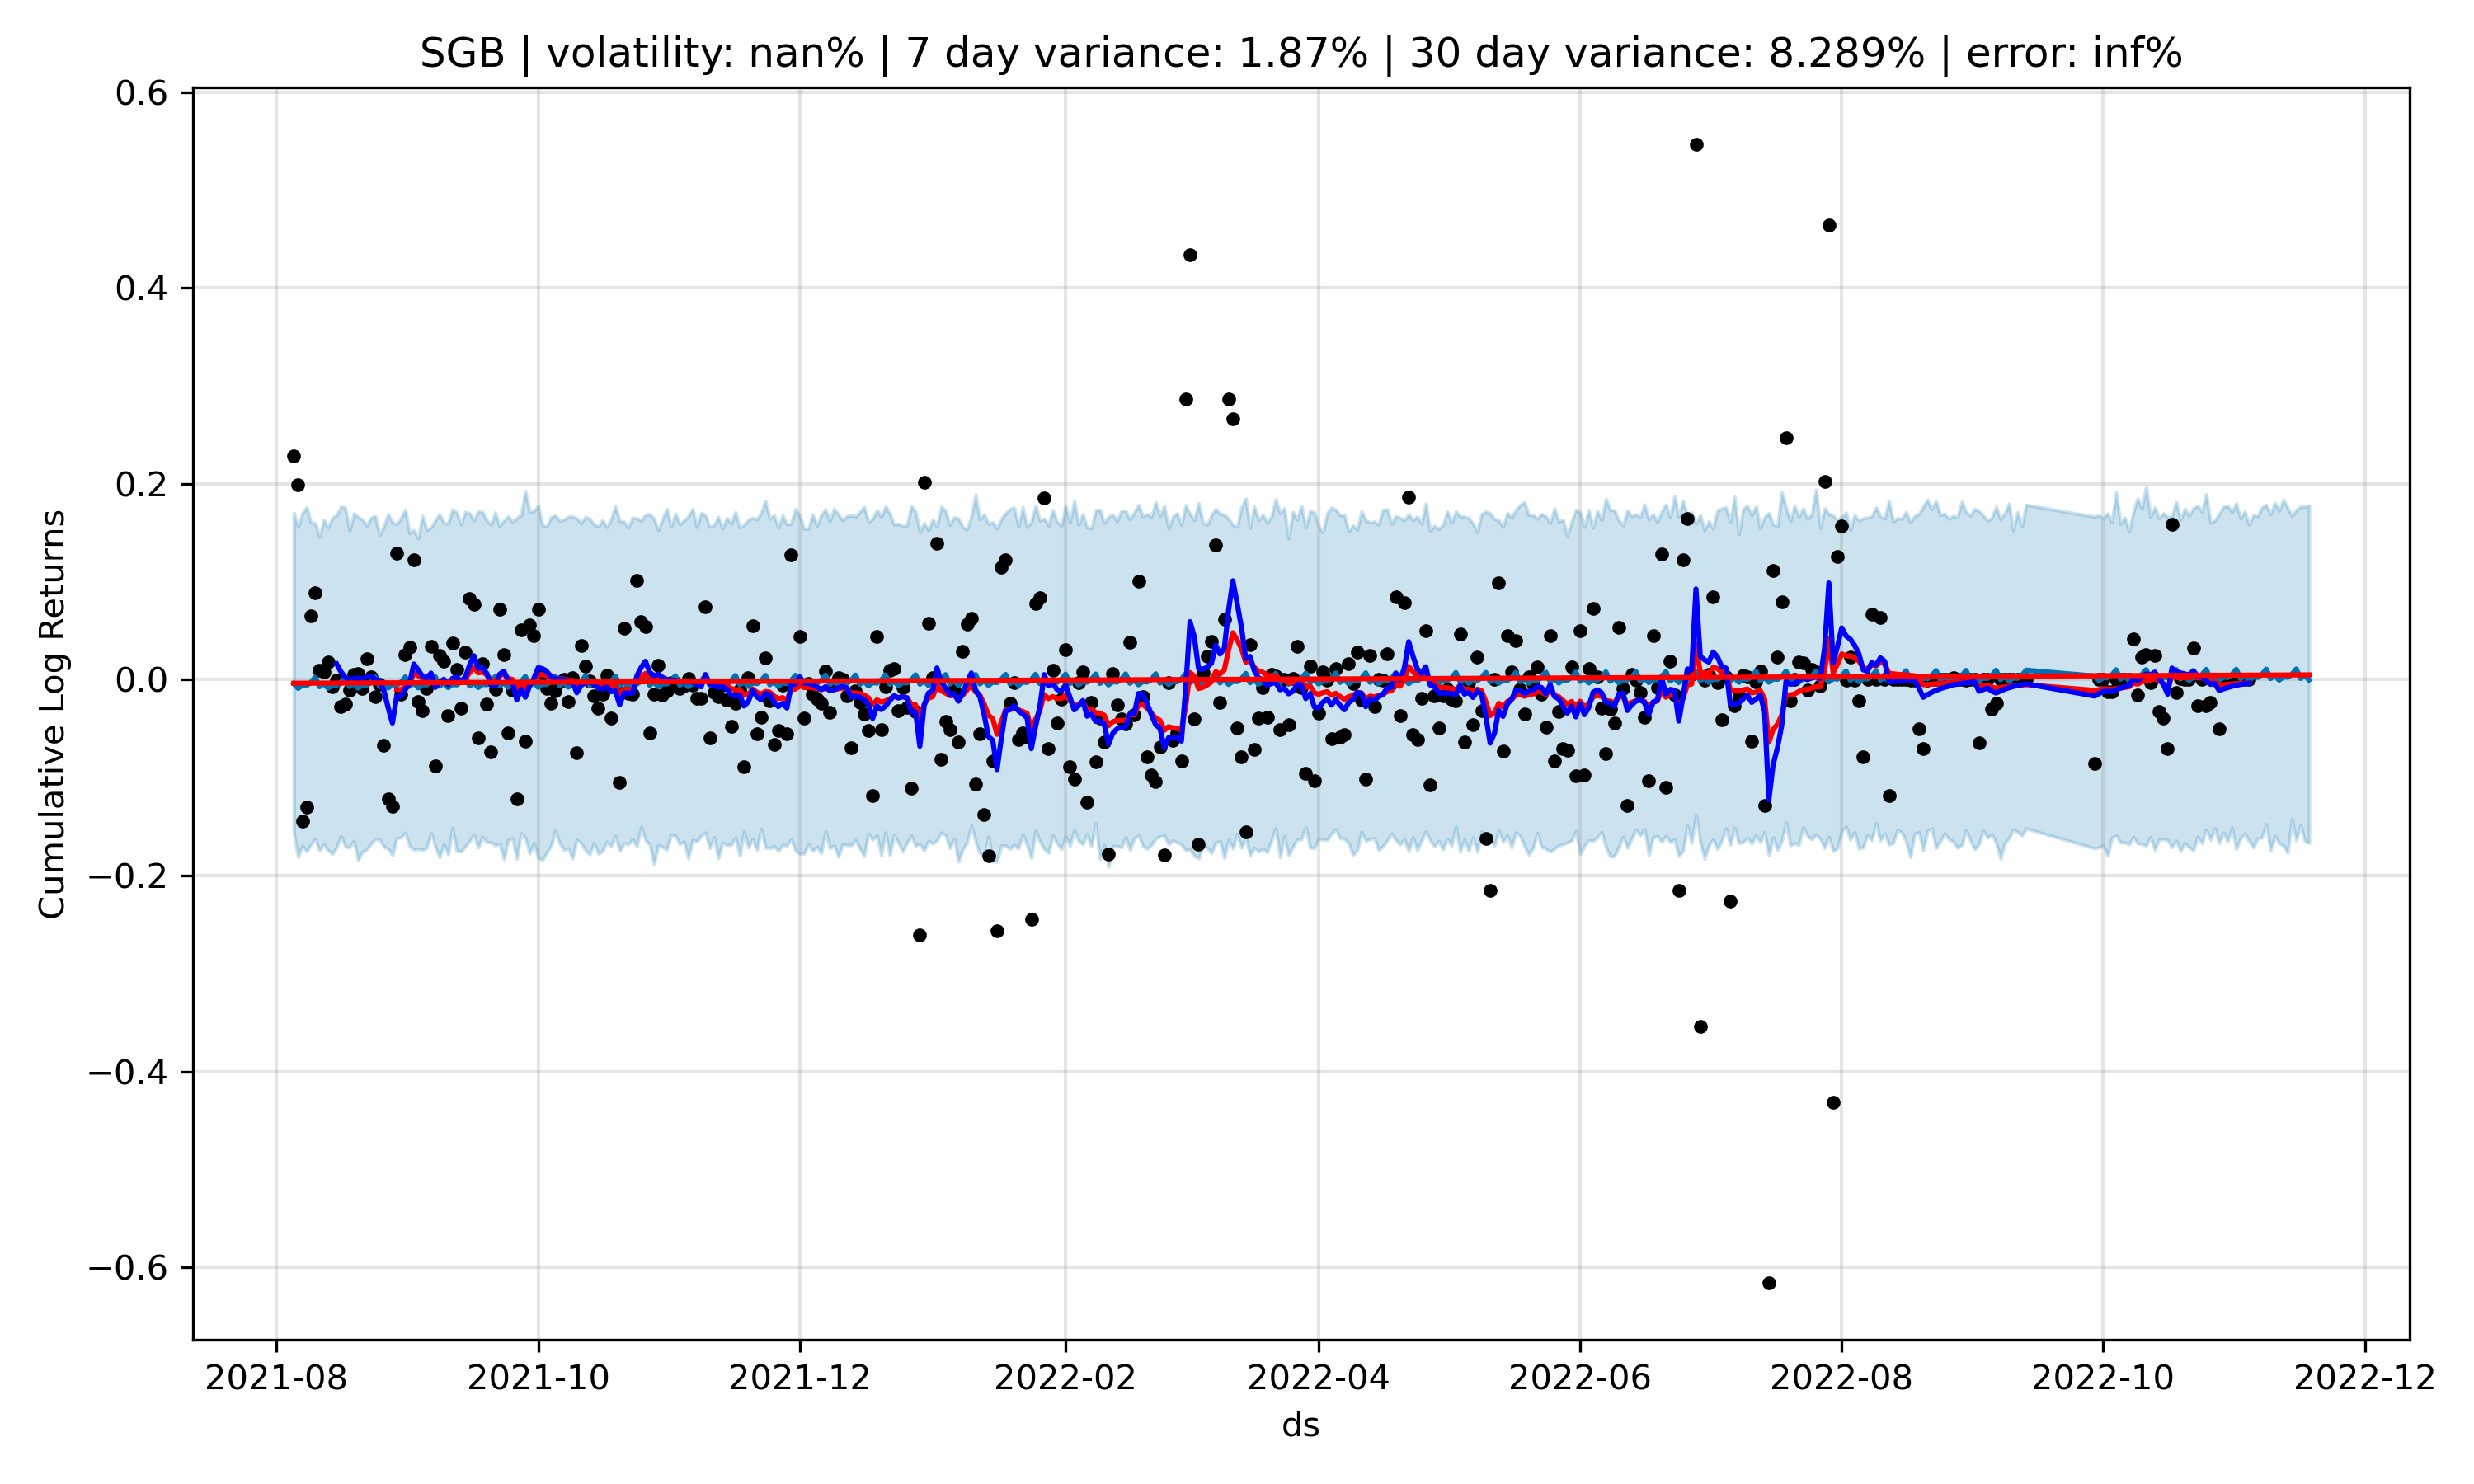 SGB | volatility: nan% | 7 day variance: 1.87% | 30 day variance: 8.289% | error: inf%
0.6
0.4
0.2
0.0
−0.2
−0.4
−0.6
Cumulative Log Returns
2021-08 2021-10 2021-12 2022-02 2022-04 2022-06 2022-08 2022-10 2022-12
ds